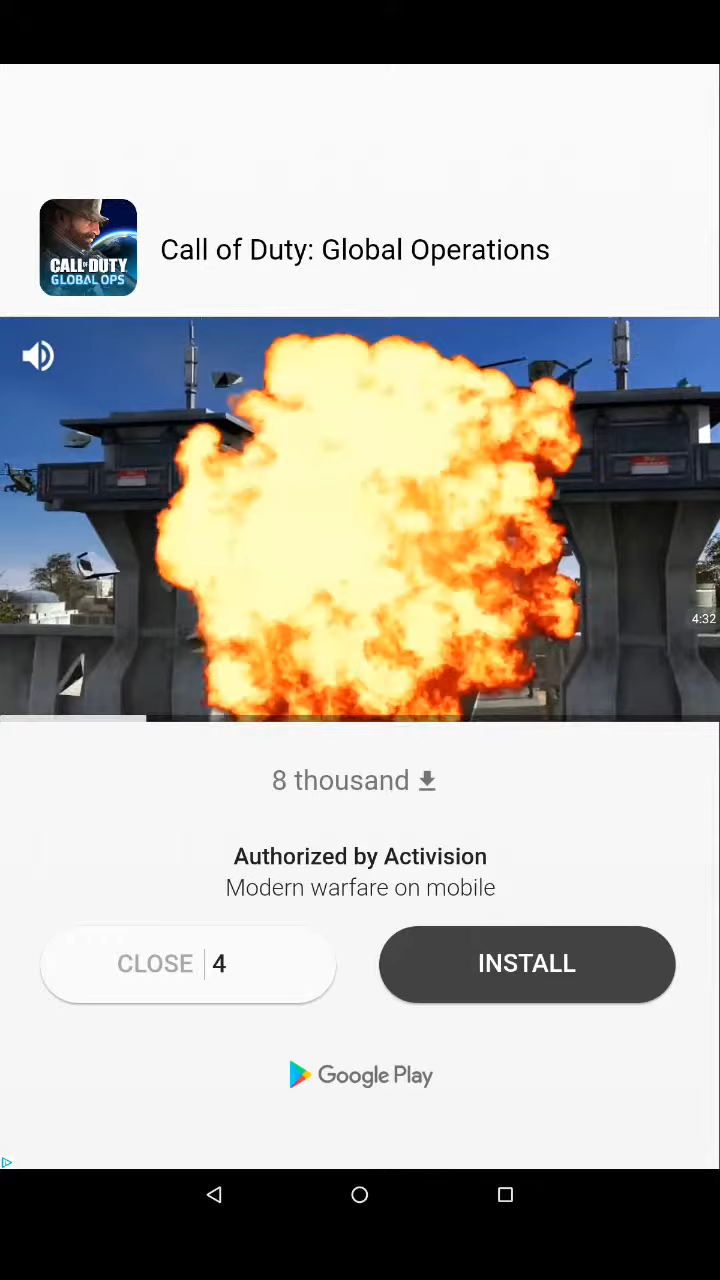 CALL OF DUTY
GLOBAL OPS
Call of Duty: Global Operations
4:32
8 thousand
Authorized by Activision
Modern warfare on mobile
CLOSE 4
INSTALL
Google Play